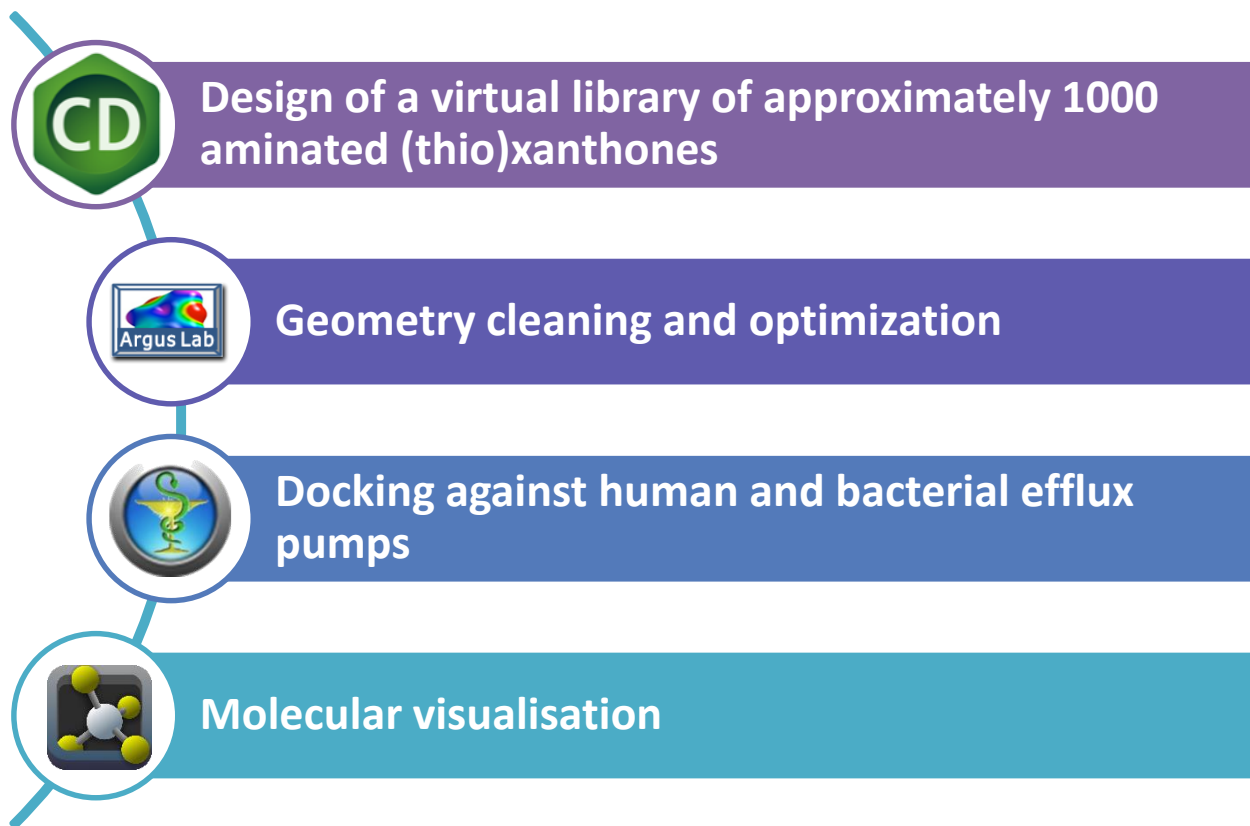 CD
Design of a virtual library of approximately 1000
aminated (thio)xanthones
Argus Lab
Geometry cleaning and optimization
Docking against human and bacterial efflux
pumps
Molecular visualisation